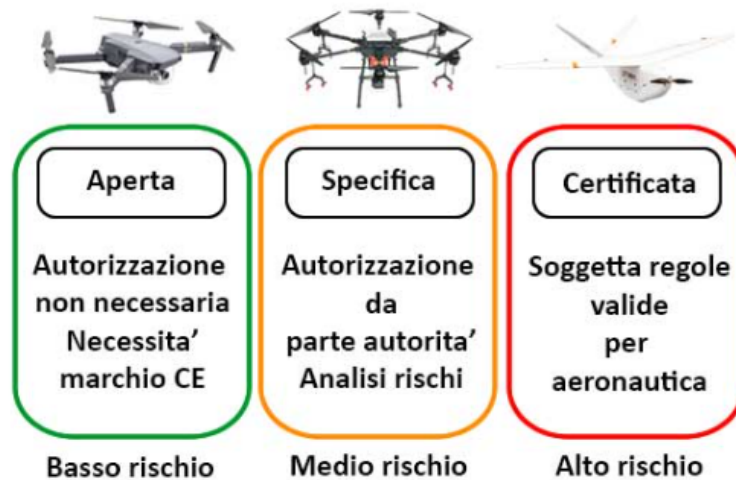 Aperta
Autorizzazione
non necessaria
Necessita’
marchio CE
Basso rischio
Specifica
Autorizzazione
da
parte autorita’
Analisi rischi
Medio rischio
Certificata
Soggetta regole
valide
per
aeronautica
Alto rischio